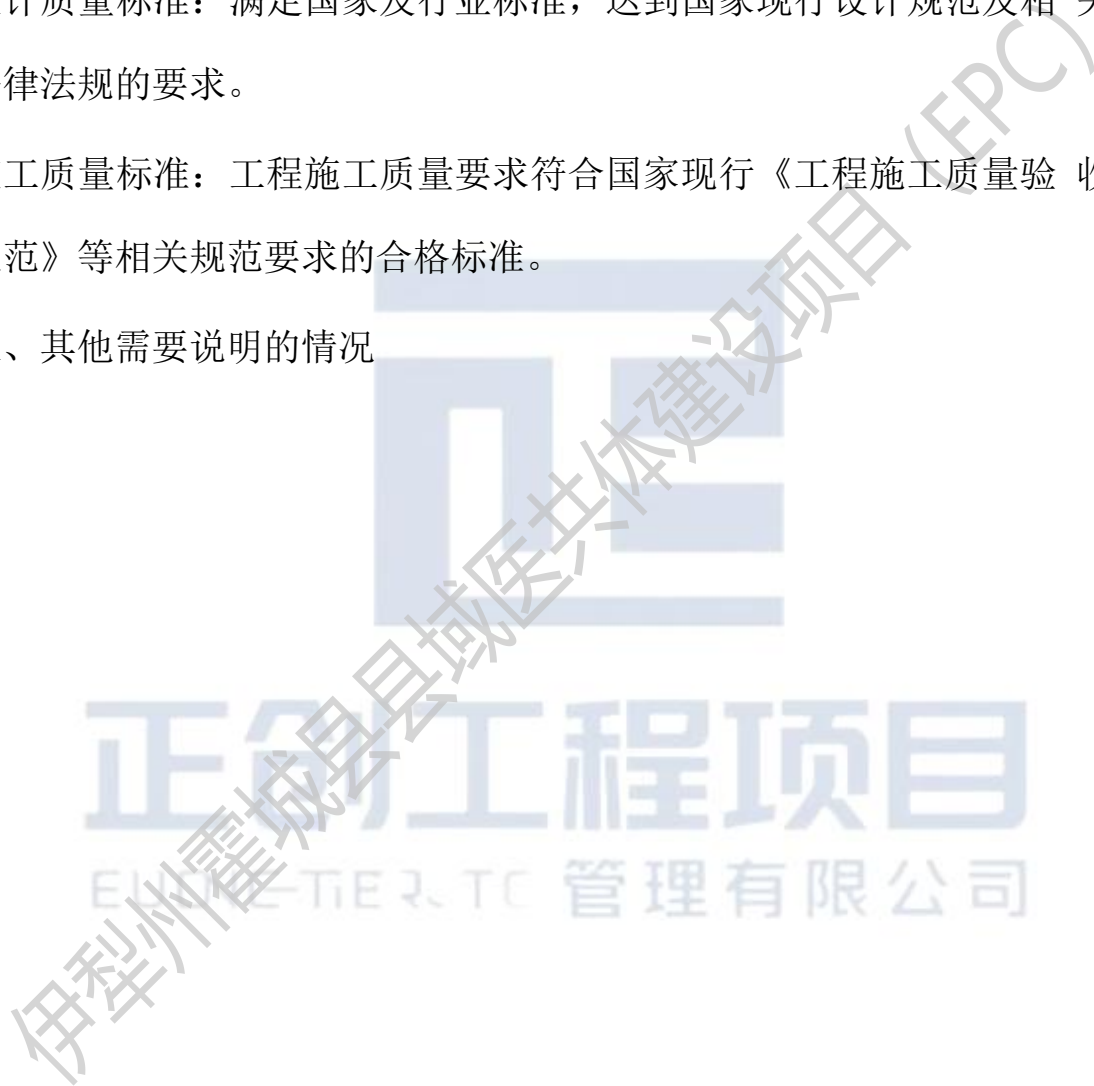 计质量标准：满足国家及行业标准，达到国家现行设计规范及相 关
律法规的要求。
工质量标准：工程施工质量要求符合国家现行《工程施工质量验 收
范》等相关规范要求的合格标准。
、其他需要说明的情况
伊犁州霍城县县域医共体建设项目（EPC）
正创工程项目
管理有限公司